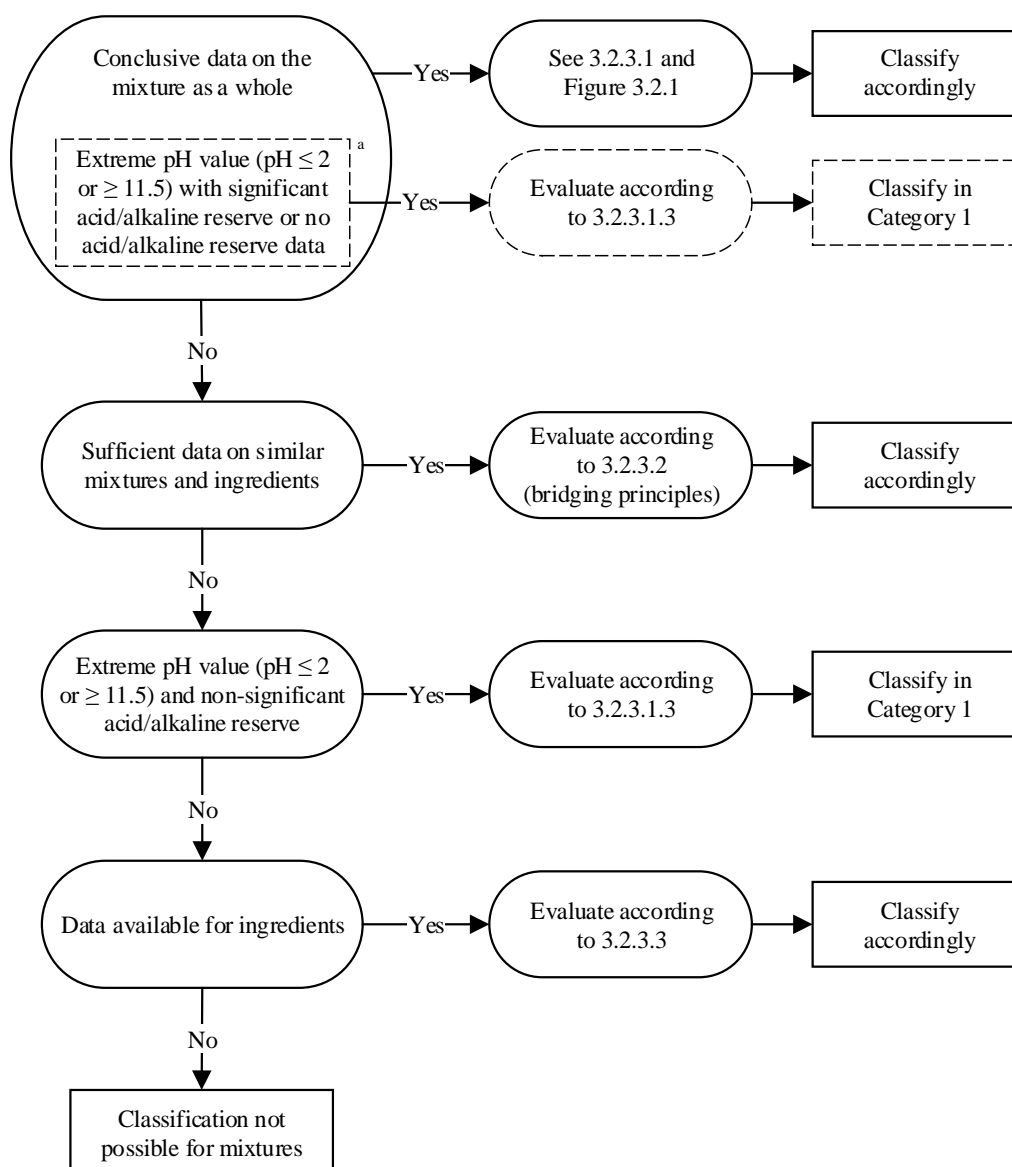 Conclusive data on the
mixture as a whole
Yes
See 3.2.3.1 and
Figure 3.2.1
Classify
accordingly
Extreme pH value (pH ≤ 2
or ≥ 11.5) with significant
acid/alkaline reserve or no
acid/alkaline reserve data
a
Yes
Evaluate according
to 3.2.3.1.3
Classify in
Category 1
No
Sufficient data on similar
mixtures and ingredients
Yes
Evaluate according
to 3.2.3.2
(bridging principles)
Classify
accordingly
No
Extreme pH value (pH ≤ 2
or ≥ 11.5) and non-significant
acid/alkaline reserve
Yes
Evaluate according
to 3.2.3.1.3
Classify in
Category 1
No
Data available for ingredients
Yes
Evaluate according
to 3.2.3.3
Classify
accordingly
No
Classification not
possible for mixtures